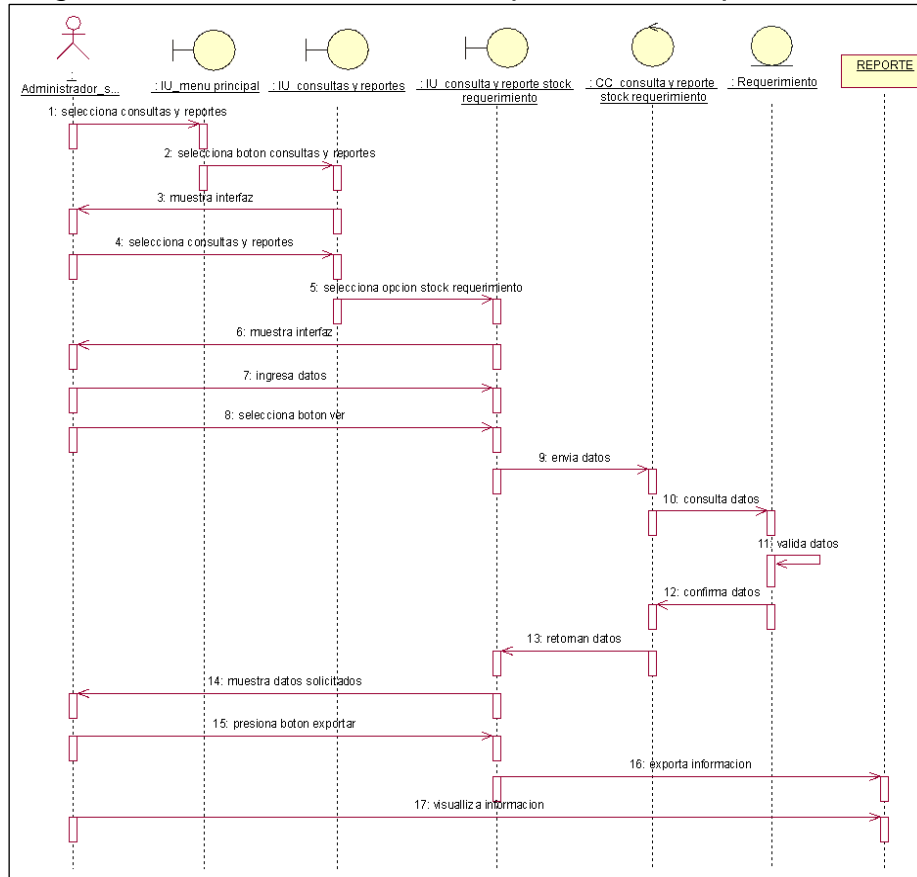 :
Administrador_s...
: IU_menu principal
: IU_consultas y reportes
: IU_consulta y reporte stock
requerimiento
: CC_consulta y reporte
stock requerimiento
: Requerimiento
REPORTE
1: selecciona consultas y reportes
2: selecciona boton consultas y reportes
3: muestra interfaz
4: selecciona consultas y reportes
5: selecciona opcion stock requerimiento
6: muestra interfaz
7: ingresa datos
8: selecciona boton ver
9: envia datos
10: consulta datos
11: valida datos
12: confirma datos
13: retornan datos
14: muestra datos solicitados
15: presiona boton exportar
16: exporta informacion
17: visualiza informacion